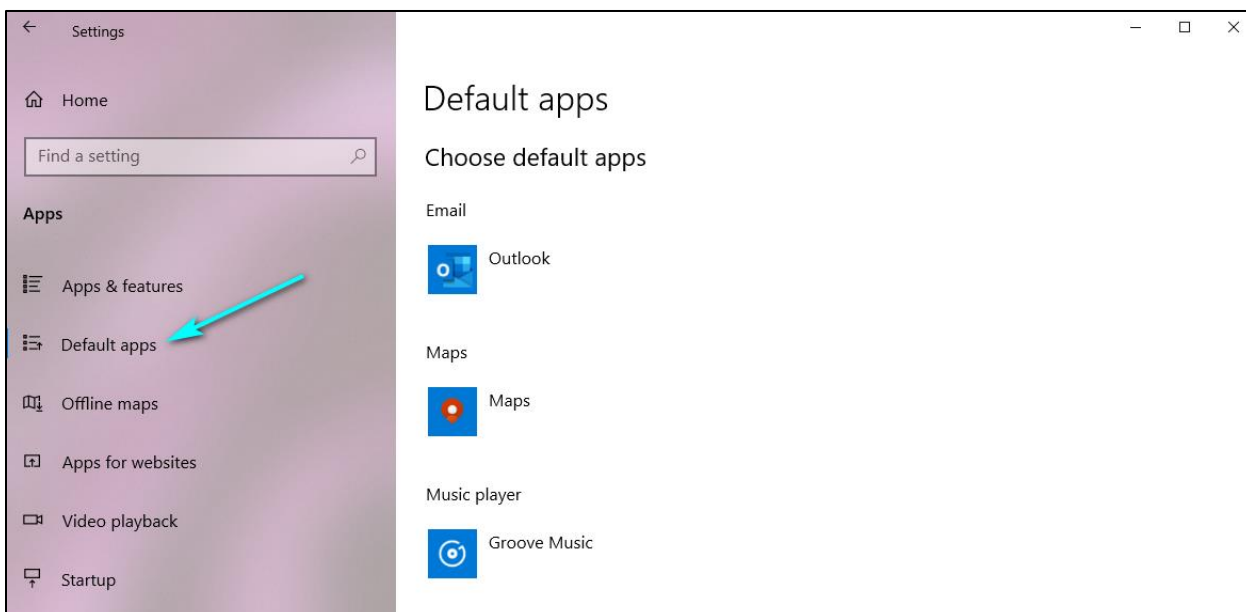 Settings
Home
Find a setting
Apps
Apps & features
Default apps
Offline maps
Apps for websites
Video playback
Startup
Default apps
Choose default apps
Email
Outlook
Maps
Maps
Music player
Groove Music